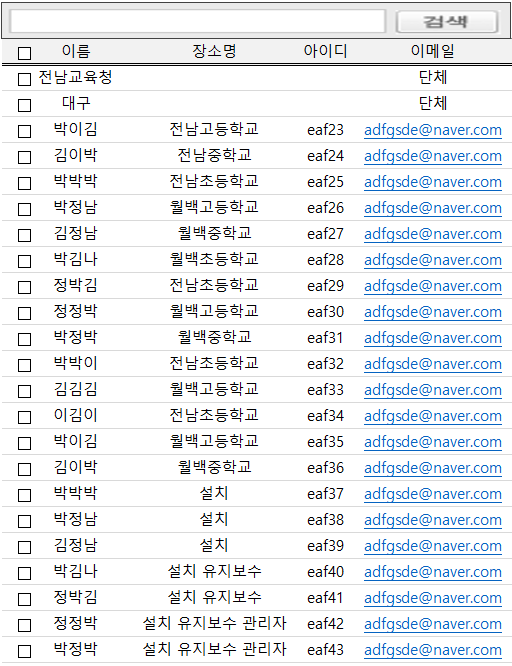 검색
이름 장소명 아이디 이메일
전남교육청 단체
대구 단체
박이김 전남고등학교 eaf23 adfgsde@naver.com
김이박 전남중학교 eaf24 adfgsde@naver.com
박박박 전남초등학교 eaf25 adfgsde@naver.com
박정남 월백고등학교 eaf26 adfgsde@naver.com
김정남 월백중학교 eaf27 adfgsde@naver.com
박김나 월백초등학교 eaf28 adfgsde@naver.com
정박김 전남초등학교 eaf29 adfgsde@naver.com
정정박 월백고등학교 eaf30 adfgsde@naver.com
박정박 월백중학교 eaf31 adfgsde@naver.com
박박이 전남초등학교 eaf32 adfgsde@naver.com
김김김 월백고등학교 eaf33 adfgsde@naver.com
이김이 전남초등학교 eaf34 adfgsde@naver.com
박이김 월백고등학교 eaf35 adfgsde@naver.com
김이박 월백중학교 eaf36 adfgsde@naver.com
박박박 설치 eaf37 adfgsde@naver.com
박정남 설치 eaf38 adfgsde@naver.com
김정남 설치 eaf39 adfgsde@naver.com
박김나 설치 유지보수 eaf40 adfgsde@naver.com
정박김 설치 유지보수 eaf41 adfgsde@naver.com
정정박 설치 유지보수 관리자 eaf42 adfgsde@naver.com
박정박 설치 유지보수 관리자 eaf43 adfgsde@naver.com